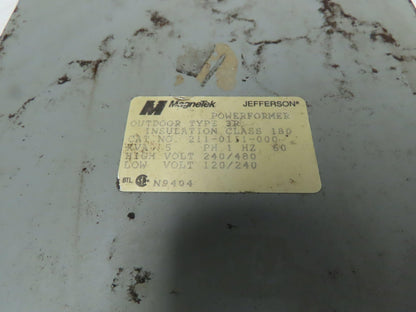 MagneTek JEFFERSON®
POWERFORMER
OUTDOOR TYPE 3R
INSULATION CLASS 180
CAT NO. 211-0111-000
PH 1 HZ. 60
HIGH VOLT 240/480
LOW VOLT 120/240
N9404